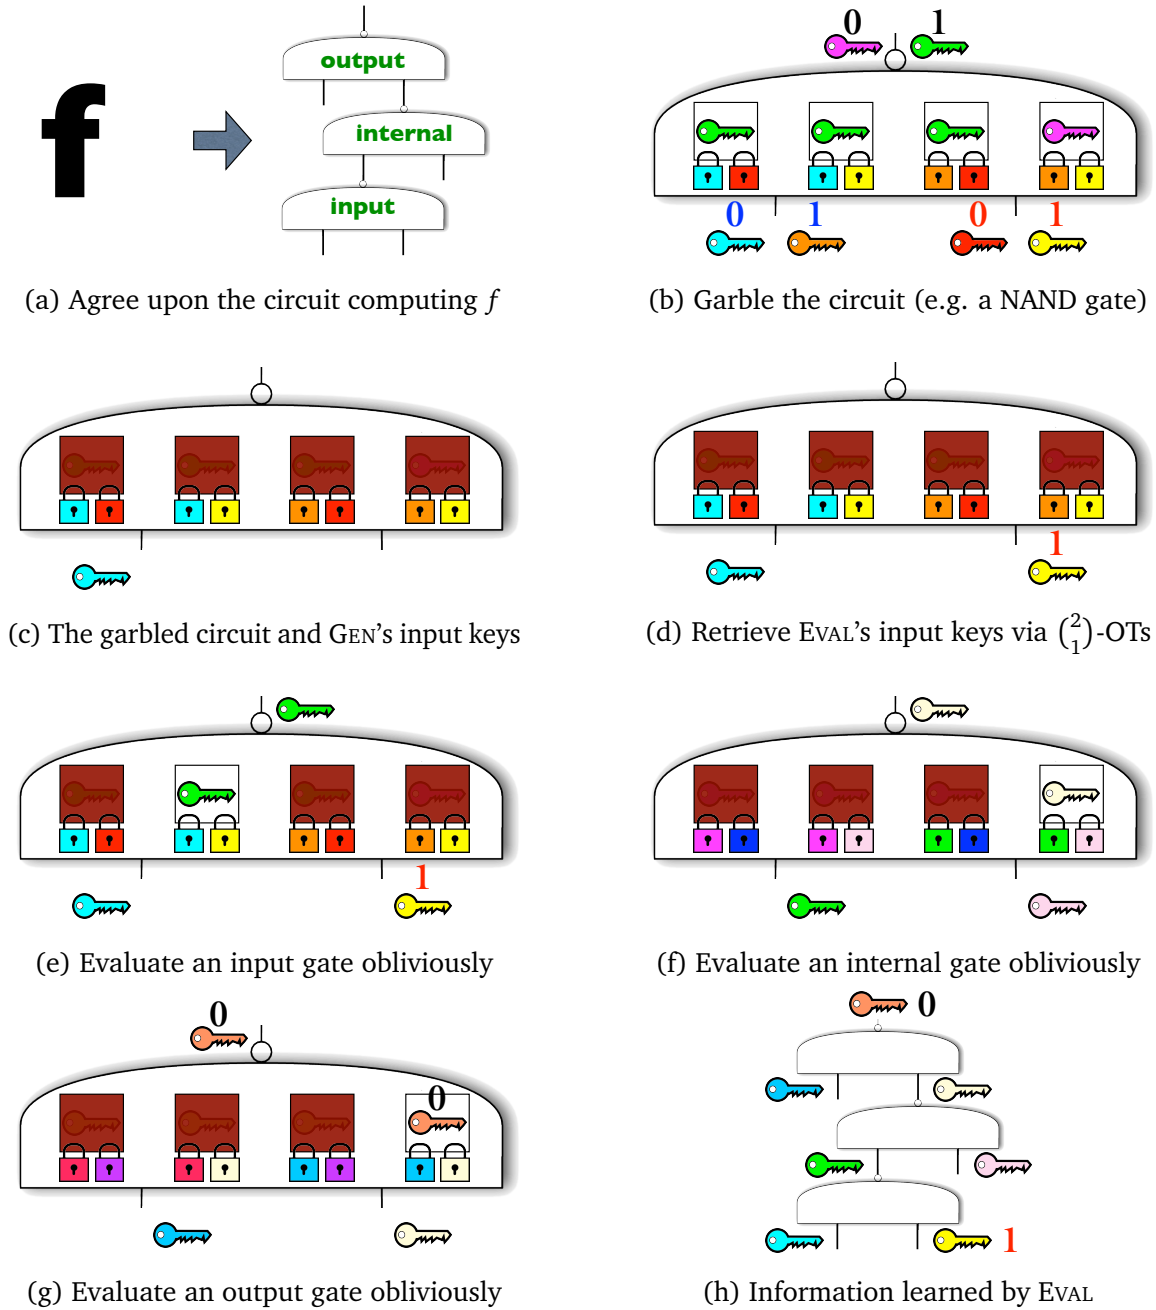 f
output
internal
input
(a) Agree upon the circuit computing f
0 1
0 1 0 1
(b) Garble the circuit (e.g. a NAND gate)
(c) The garbled circuit and GEN's input keys
1
(d) Retrieve EVAL's input keys via (2 1)-OTs
1
(e) Evaluate an input gate obliviously
(f) Evaluate an internal gate obliviously
0
0
(g) Evaluate an output gate obliviously
0
1
(h) Information learned by EVAL